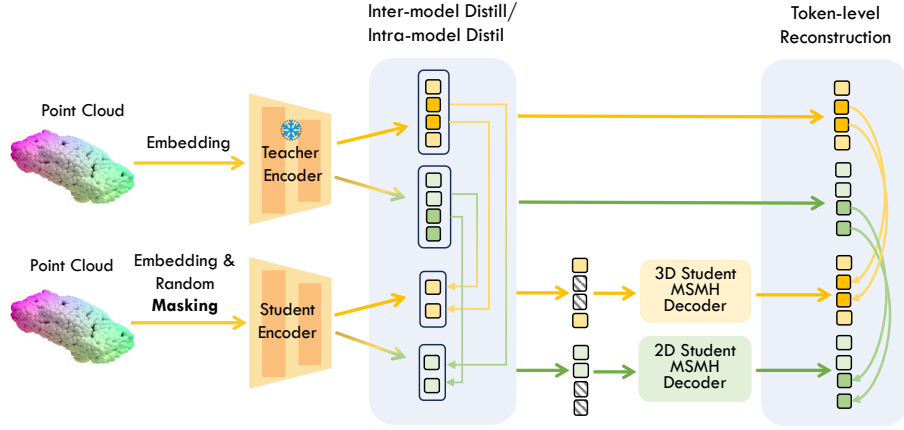 Inter-model Distill/
Intra-model Distil
Token-level
Reconstruction
Point Cloud
Embedding
Teacher
Encoder
Point Cloud
Embedding &
Random
Masking
Student
Encoder
3D Student
MSMH
Decoder
2D Student
MSMH
Decoder